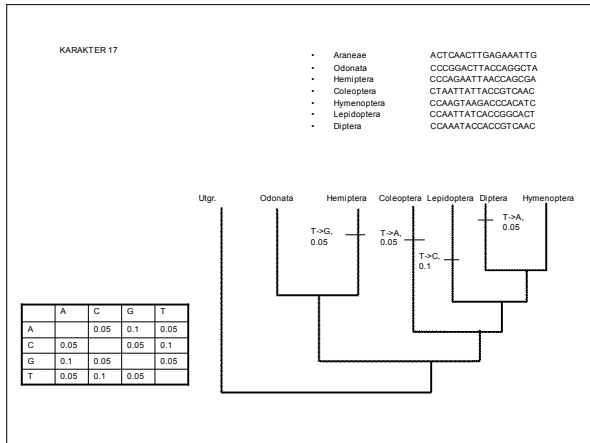 KARAKTER 17
• Araneae ACTCAACTTGAGAAATTG
• Odonata CCCGGACTTACCAGGCTA
• Hemiptera CCCAGAATTAACCAGCGA
• Coleoptera CTAATTATTACCGTCAAC
• Hymenoptera CCAAGTAAGACCCACATC
• Lepidoptera CCAATTATCACCGGCACT
• Diptera CCAAATACCACCGTCAAC
Utgr. Odonata Hemiptera Coleoptera Lepidoptera Diptera Hymenoptera
T->G,
0.05
T->A,
0.05
T->C,
0.1
T->A,
0.05
A C G T
A 0.05 0.1 0.05
C 0.05 0.05 0.1
G 0.1 0.05 0.05
T 0.05 0.1 0.05